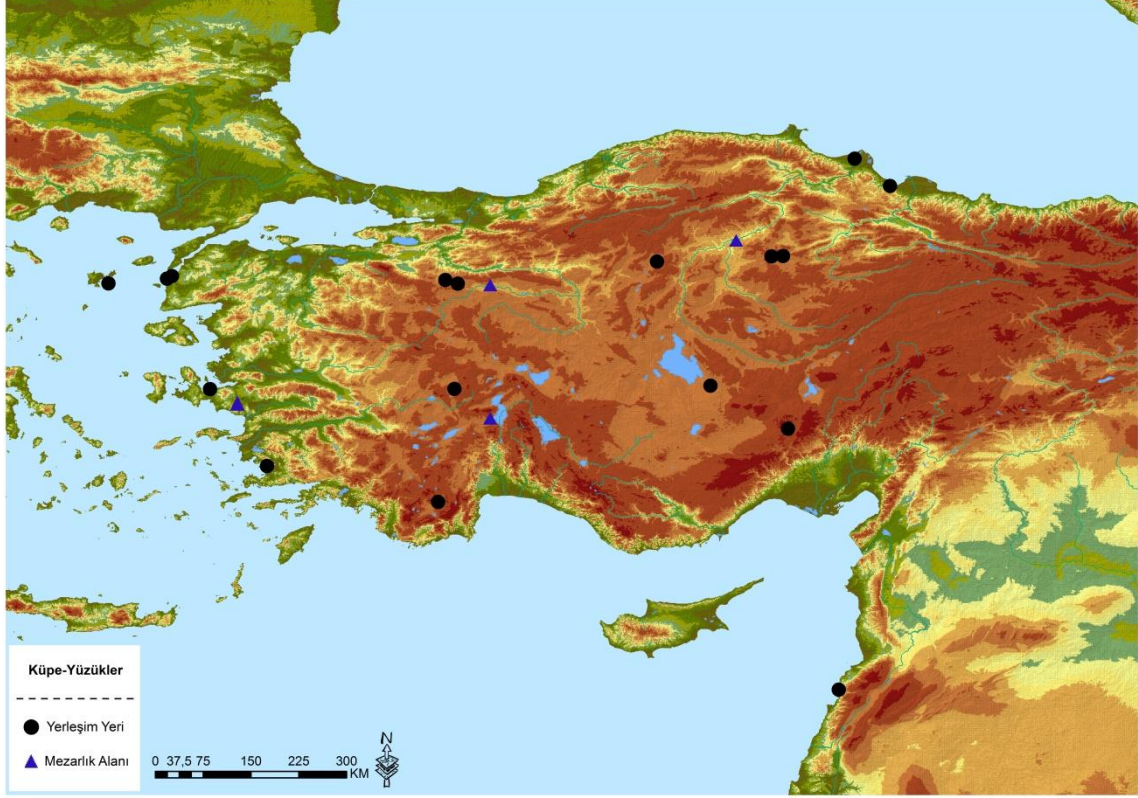 Küpe-Yüzükler
Yerleşim Yeri
Mezarlık Alanı
0 37,5 75 150 225 300
KM
N